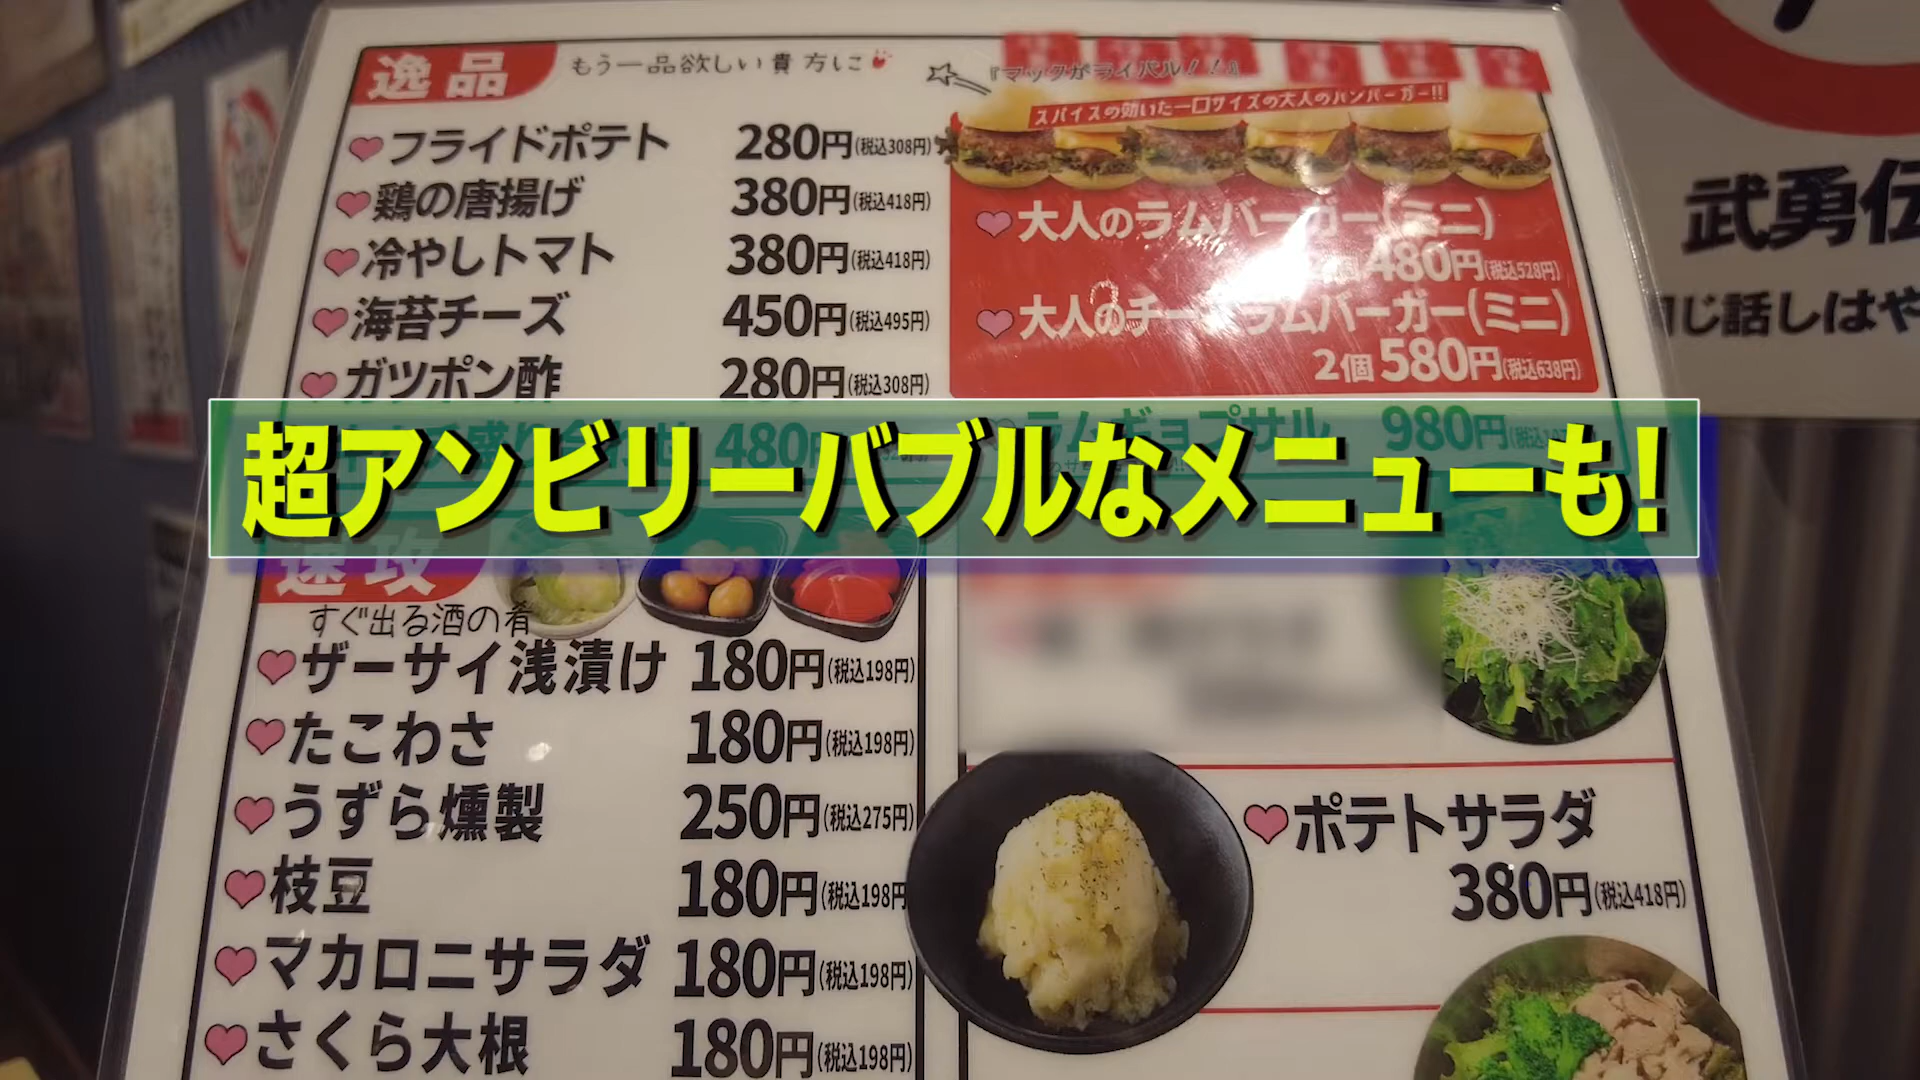 逸品 もう一品欲しい貴方に
フライドポテト 280円(税込308円)
鶏の唐揚げ 380円(税込418円)
冷やしトマト 380円(税込418円)
海苔チーズ 450円(税込495円)
ガツポン酢 280円(税込308円)
480円
『マックがライバル！！』
スパイスの効いた一口サイズの大人のハンバーガー!!
大人のラムバーガー(ミニ)
480円(税込528円)
大人のチーズラムバーガー(ミニ)
2個 580円(税込638円)
ラムギョプサル 980円
超アンビリーバブルなメニューも!
速攻
すぐ出る酒の肴
ザーサイ浅漬け 180円(税込198円)
たこわさ 180円(税込198円)
うずら燻製 250円(税込275円)
枝豆 180円(税込198円
マカロニサラダ 180円(税込198円)
さくら大根 180円(税込198円)
ポテトサラダ
380円(税込418円)
武勇伝
じ話しはや